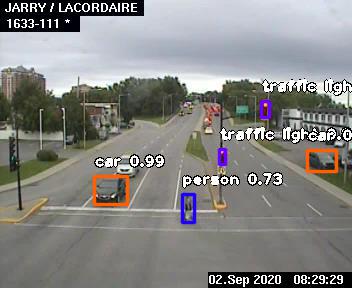 JARRY / LACORDAIRE
1633-111 *
traffic ligh
traffic ligh
car 0.99
person 0.73
02.Sep 2020 08:29:29